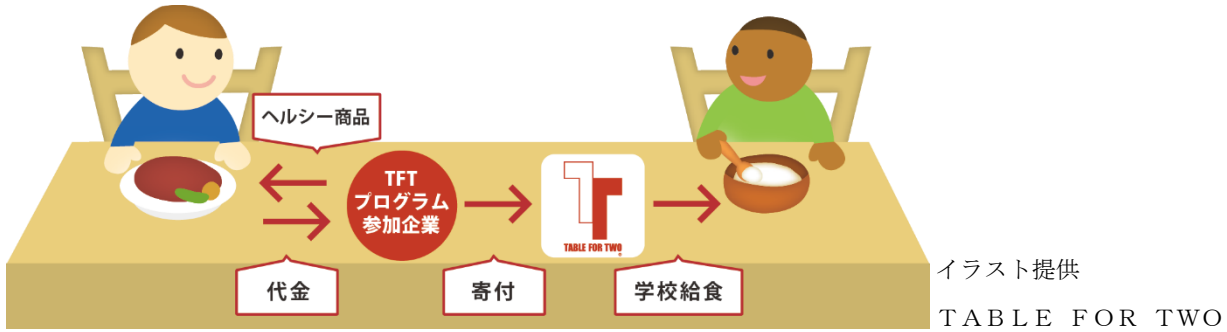 ヘルシー商品
TFT
プログラム
参加企業
TABLE FOR TWO
®
代金
寄付
学校給食
イラスト提供
ＴＡＢＬＥ ＦＯＲ ＴＷＯ